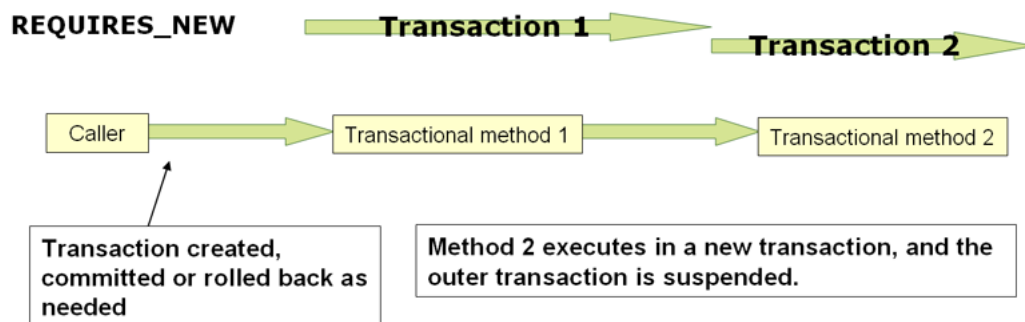 REQUIRES_NEW
Transaction 1
Transaction 2
Caller
Transactional method 1
Transactional method 2
Transaction created,
committed or rolled back as
needed
Method 2 executes in a new transaction, and the
outer transaction is suspended.